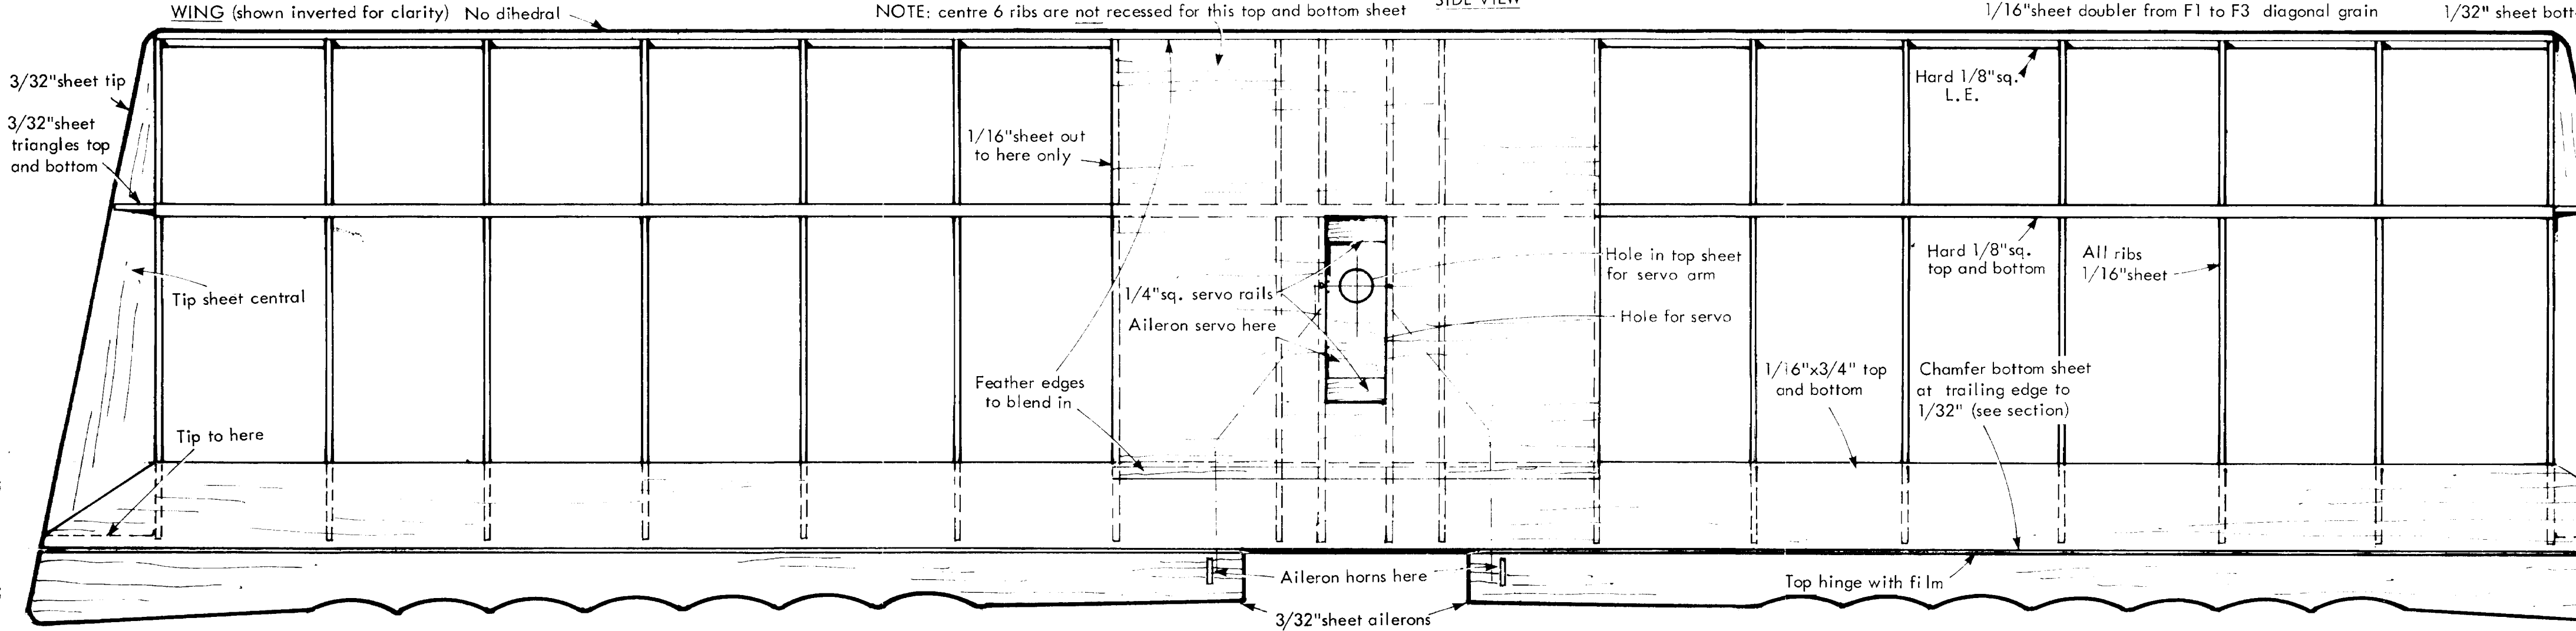 WING (shown inverted for clarity) No dihedral
NOTE: centre 6 ribs are not recessed for this top and bottom sheet
SIDE VIEW
1/16"sheet doubler from F1 to F3 diagonal grain
1/32" sheet bott
3/32"sheet tip
3/32"sheet
triangles top
and bottom
1/16"sheet out
to here only
Hard 1/8"sq.
L.E.
Tip sheet central
1/4"sq. servo rails
Aileron servo here
Hole in top sheet
for servo arm
Hole for servo
Hard 1/8"sq.
top and bottom
All ribs
1/16"sheet
Feather edges
to blend in
1/16"x3/4" top
and bottom
Chamfer bottom sheet
at trailing edge to
1/32" (see section)
Tip to here
Aileron horns here
Top hinge with film
3/32"sheet ailerons